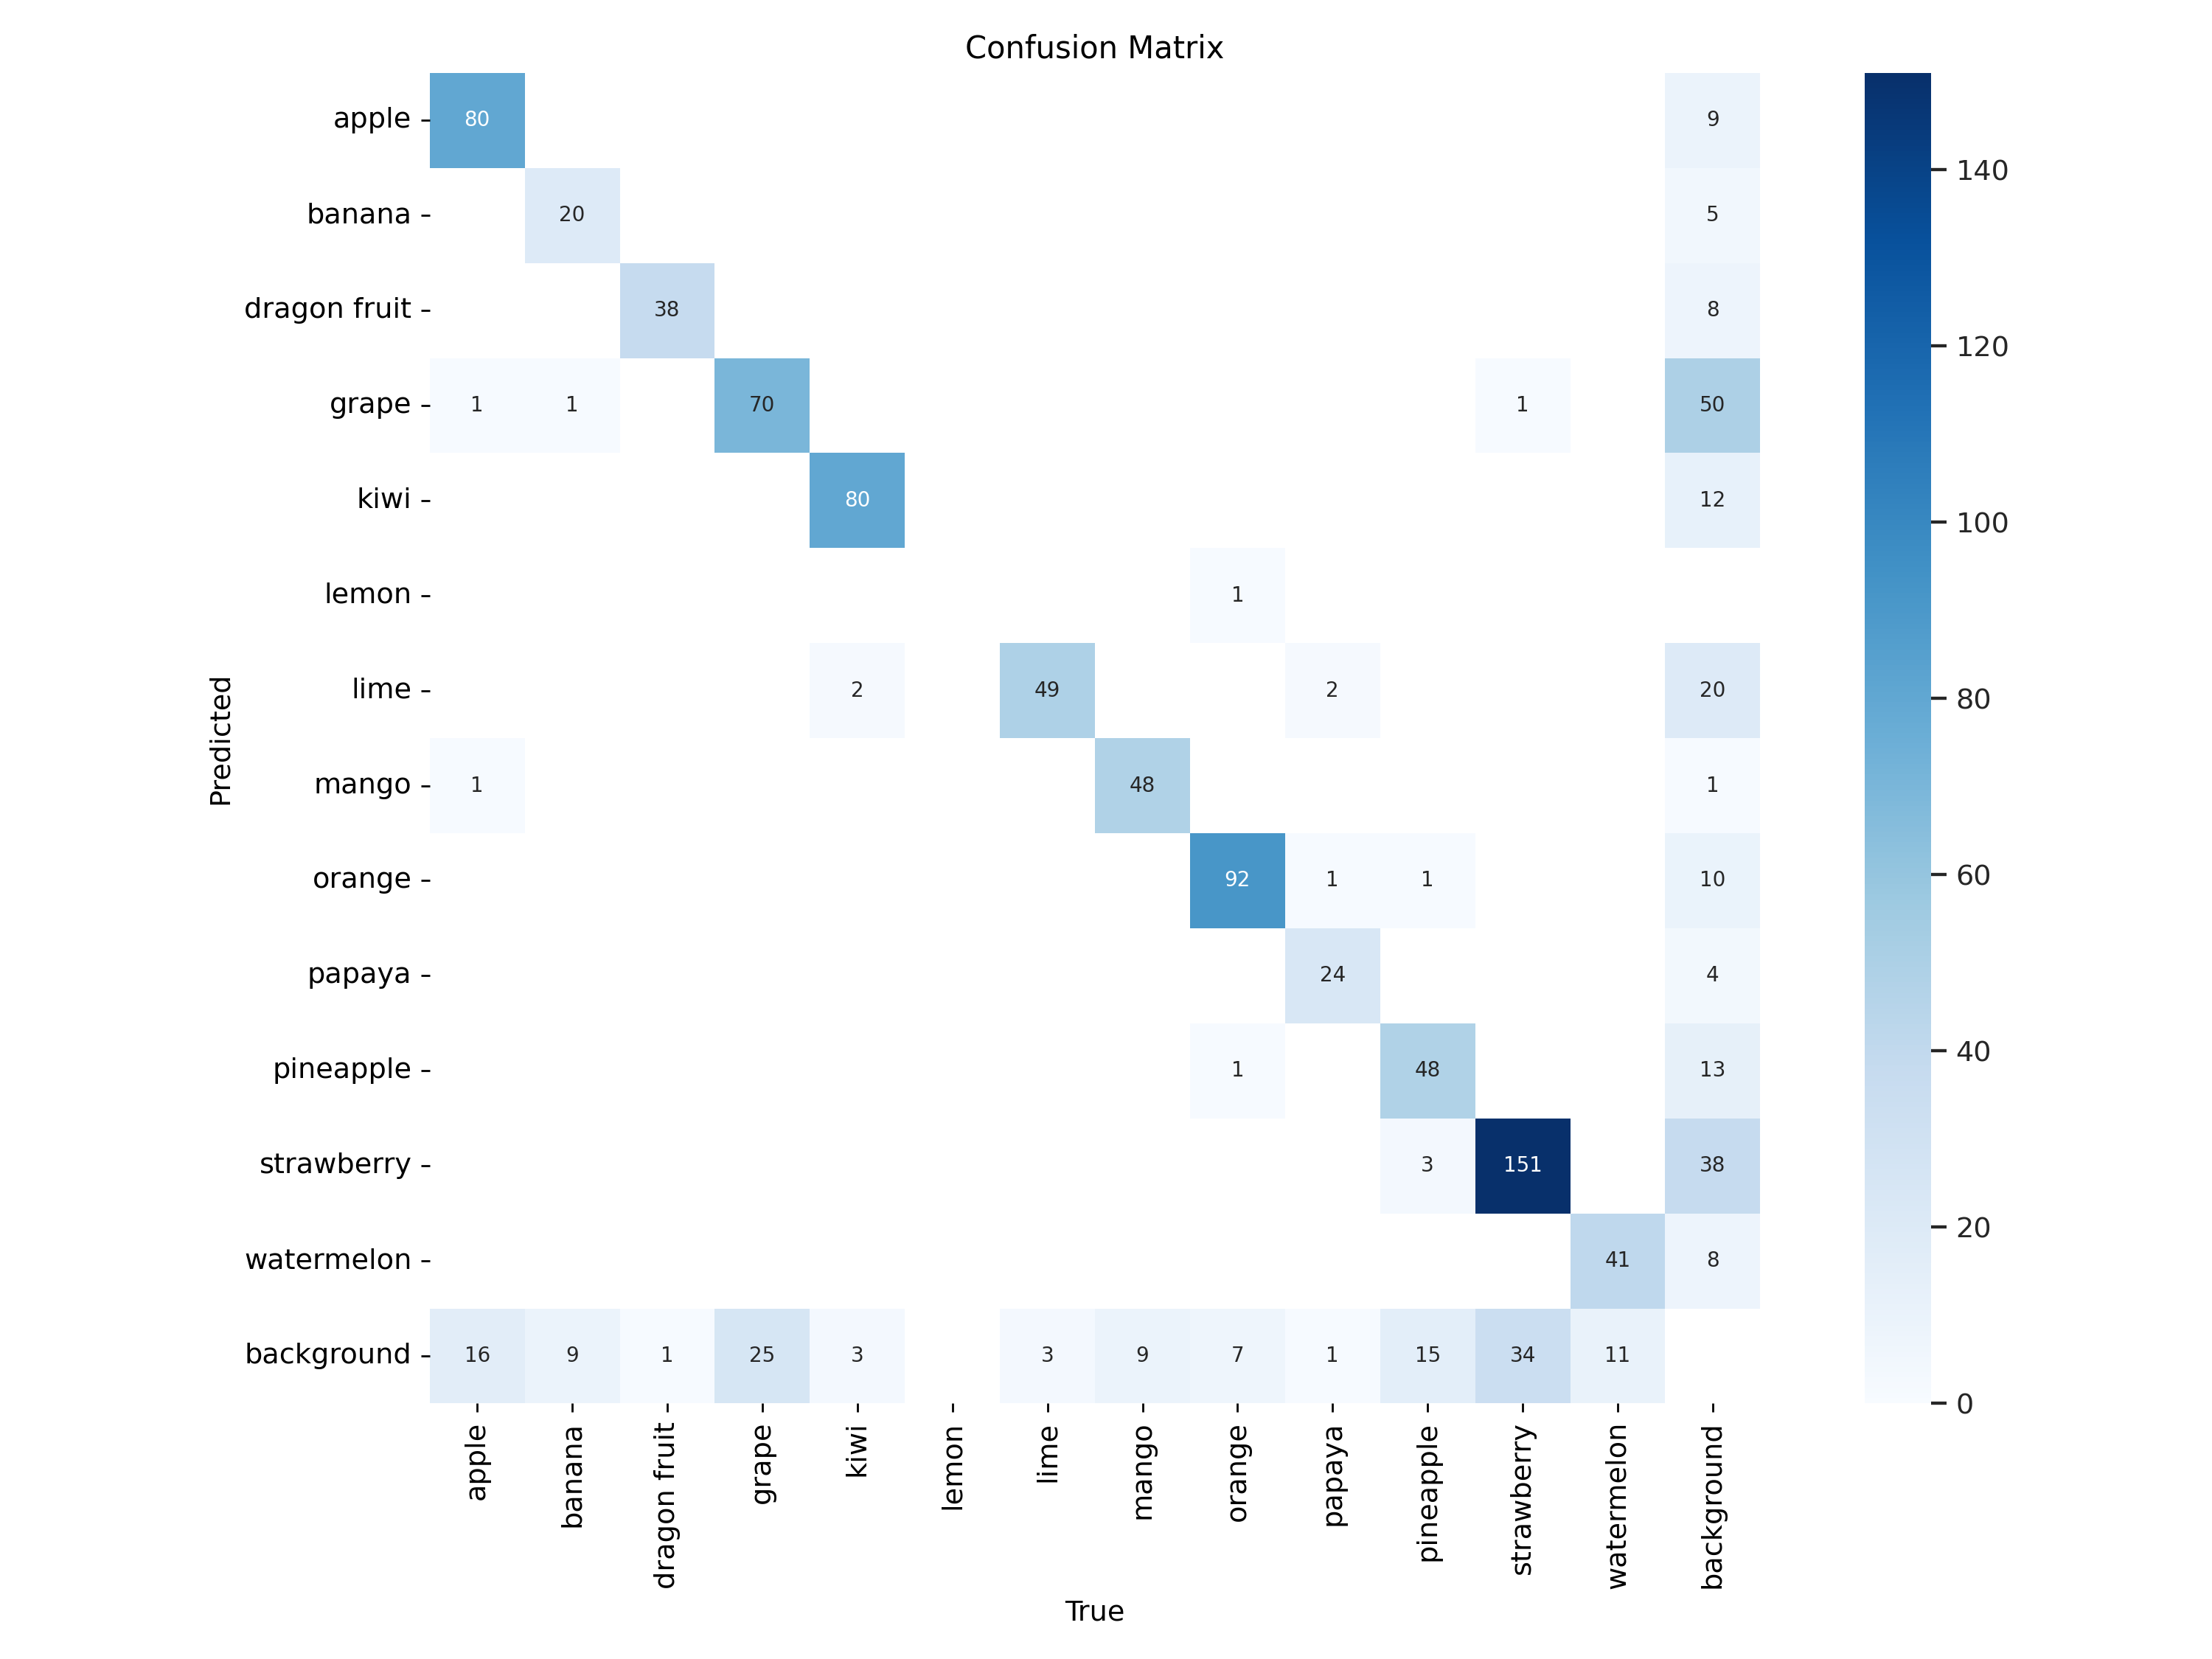 Confusion Matrix
apple 80 9
banana 20 5
dragon fruit 38 8
grape 1 1 70 1 50
kiwi 80 12
lemon 1
lime 2 49 2 20
mango 1 48 1
orange 92 1 1 10
papaya 24 4
pineapple 1 48 13
strawberry 3 151 38
watermelon 41 8
background 16 9 1 25 3 3 9 7 1 15 34 11
Predicted
apple banana dragon fruit grape kiwi lemon lime mango orange papaya pineapple strawberry watermelon background
True
140
120
100
80
60
40
20
0